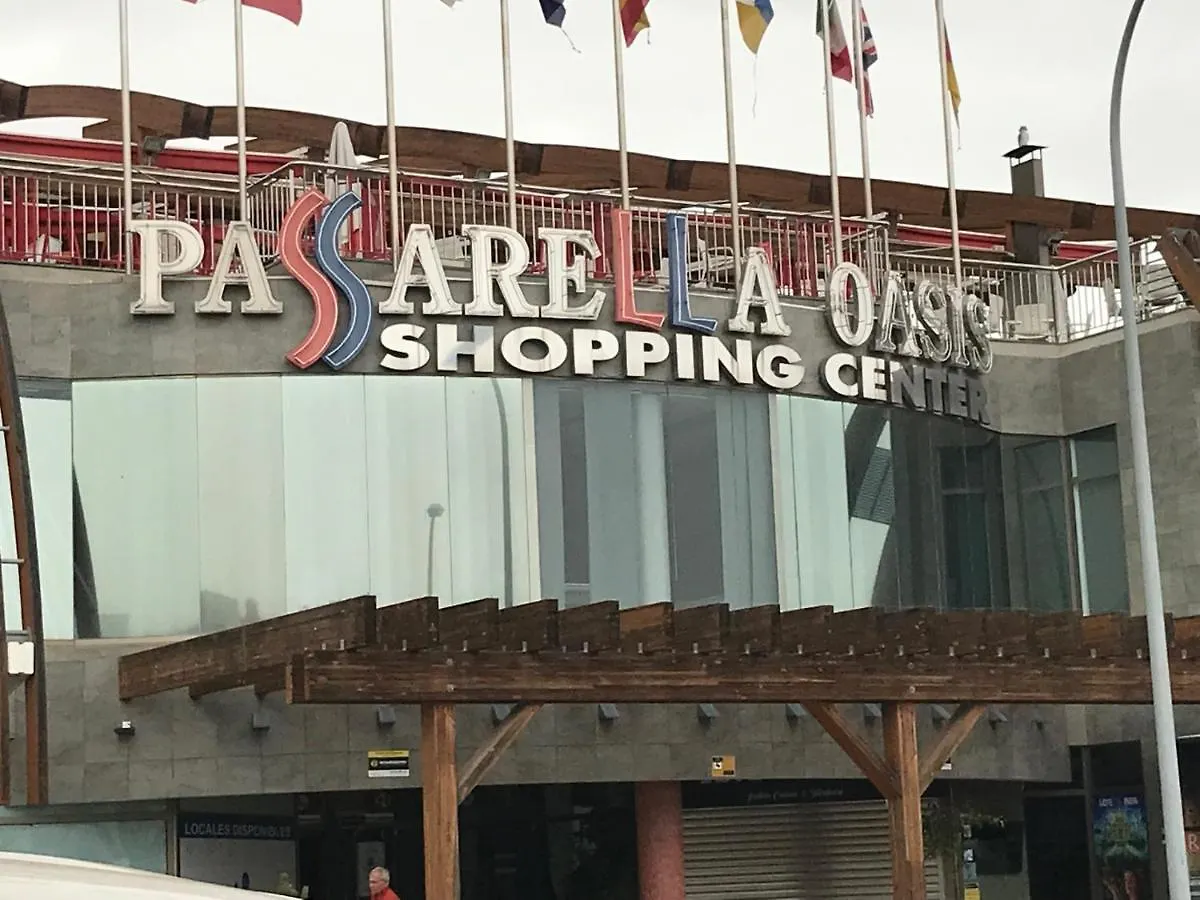 PASSARELLA OASIS
SHOPPING CENTER
LOCALES DISPONIBLES